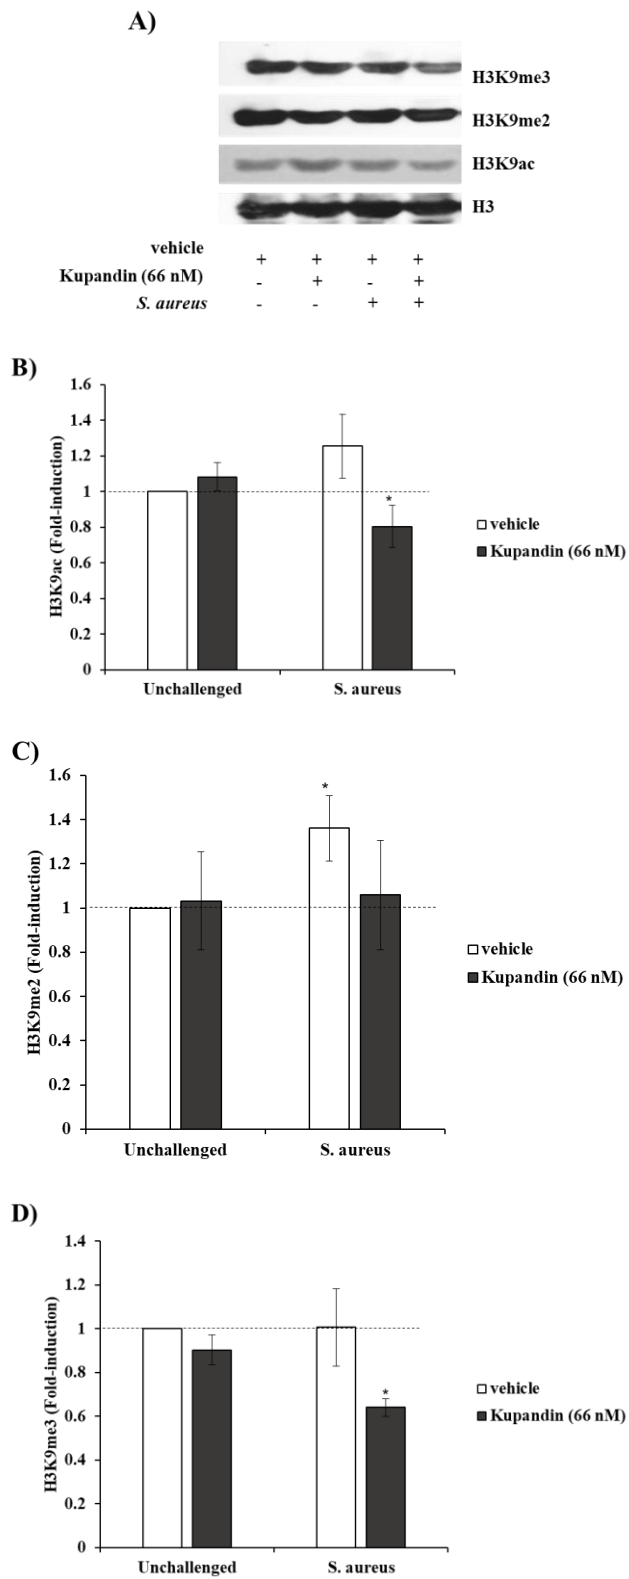 A)
H3K9me3
H3K9me2
H3K9ac
H3
vehicle + + + +
Kupandin (66 nM) - + - +
S. aureus - - + +
B)
H3K9ac (Fold-induction)
1.6
1.4
1.2
1
0.8
0.6
0.4
0.2
0
*
Unchallenged S. aureus
vehicle
Kupandin (66 nM)
C)
H3K9me2 (Fold-induction)
1.6
1.4
1.2
1
0.8
0.6
0.4
0.2
0
*
Unchallenged S. aureus
vehicle
Kupandin (66 nM)
D)
H3K9me3 (Fold-induction)
1.4
1.2
1
0.8
0.6
0.4
0.2
0
*
Unchallenged S. aureus
vehicle
Kupandin (66 nM)